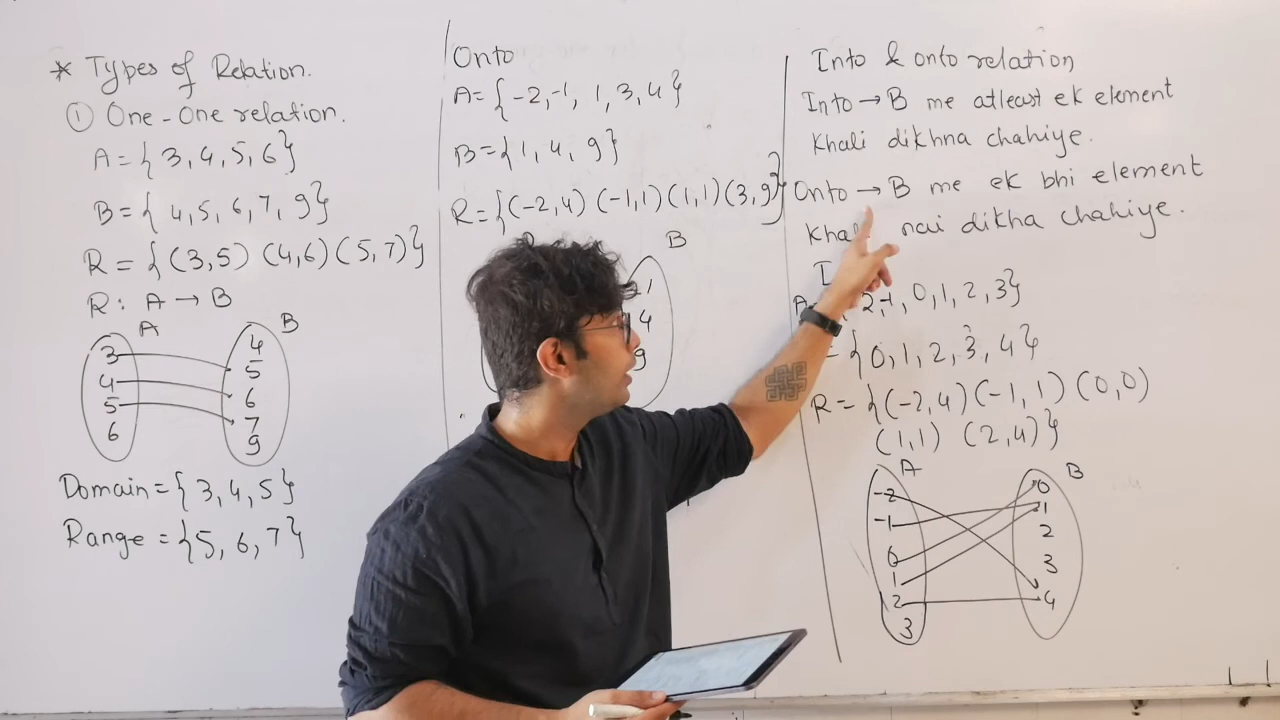 * Types of Relation.
① One-One relation.
A = { 3, 4, 5, 6}
B = { 4, 5, 6, 7, 9}
R = {(3,5) (4,6) (5,7)}
R: A → B
A
B
3
4
5
6
4
5
6
7
9
Domain = {3, 4, 5}
Range = {5, 6, 7}
Onto
A = {-2, -1, 1, 3, 4}
B = {1, 4, 9}
R = {(-2,4) (-1,1) (1,1) (3,9)}
B
1
4
9
Into & onto relation
Into → B me atleast ek element
Khali dikhna chahiye.
Onto → B me ek bhi element
nai dikha chahiye.
2, -1, 0, 1, 2, 3}
= {0, 1, 2, 3, 4}
R = {(-2,4) (-1,1) (0,0)
(1,1) (2,4)}
A
B
-2
-1
0
1
2
3
0
1
2
3
4